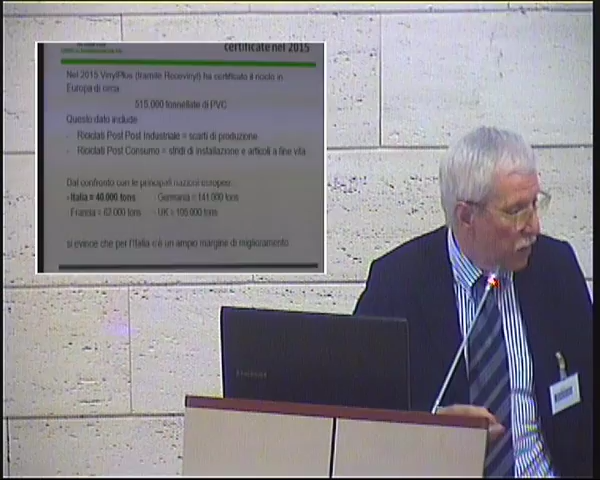 certificate nel 2015
Nel 2015 VinylPlus (tramite Recovinyl) ha certificato il riciclo in
Europa di circa:
515.000 tonnellate di PVC
Questo dato include
- Riciclati Post Industriale = scarti di produzione
- Riciclati Post Consumo = sfridi di installazione e articoli a fine vita
Dal confronto con le principali nazioni europee:
- Italia = 40.000 tons Germania = 141.000 tons
Francia = 62.000 tons - UK = 105.000 tons
si evince che per l'Italia c'è un ampio margine di miglioramento